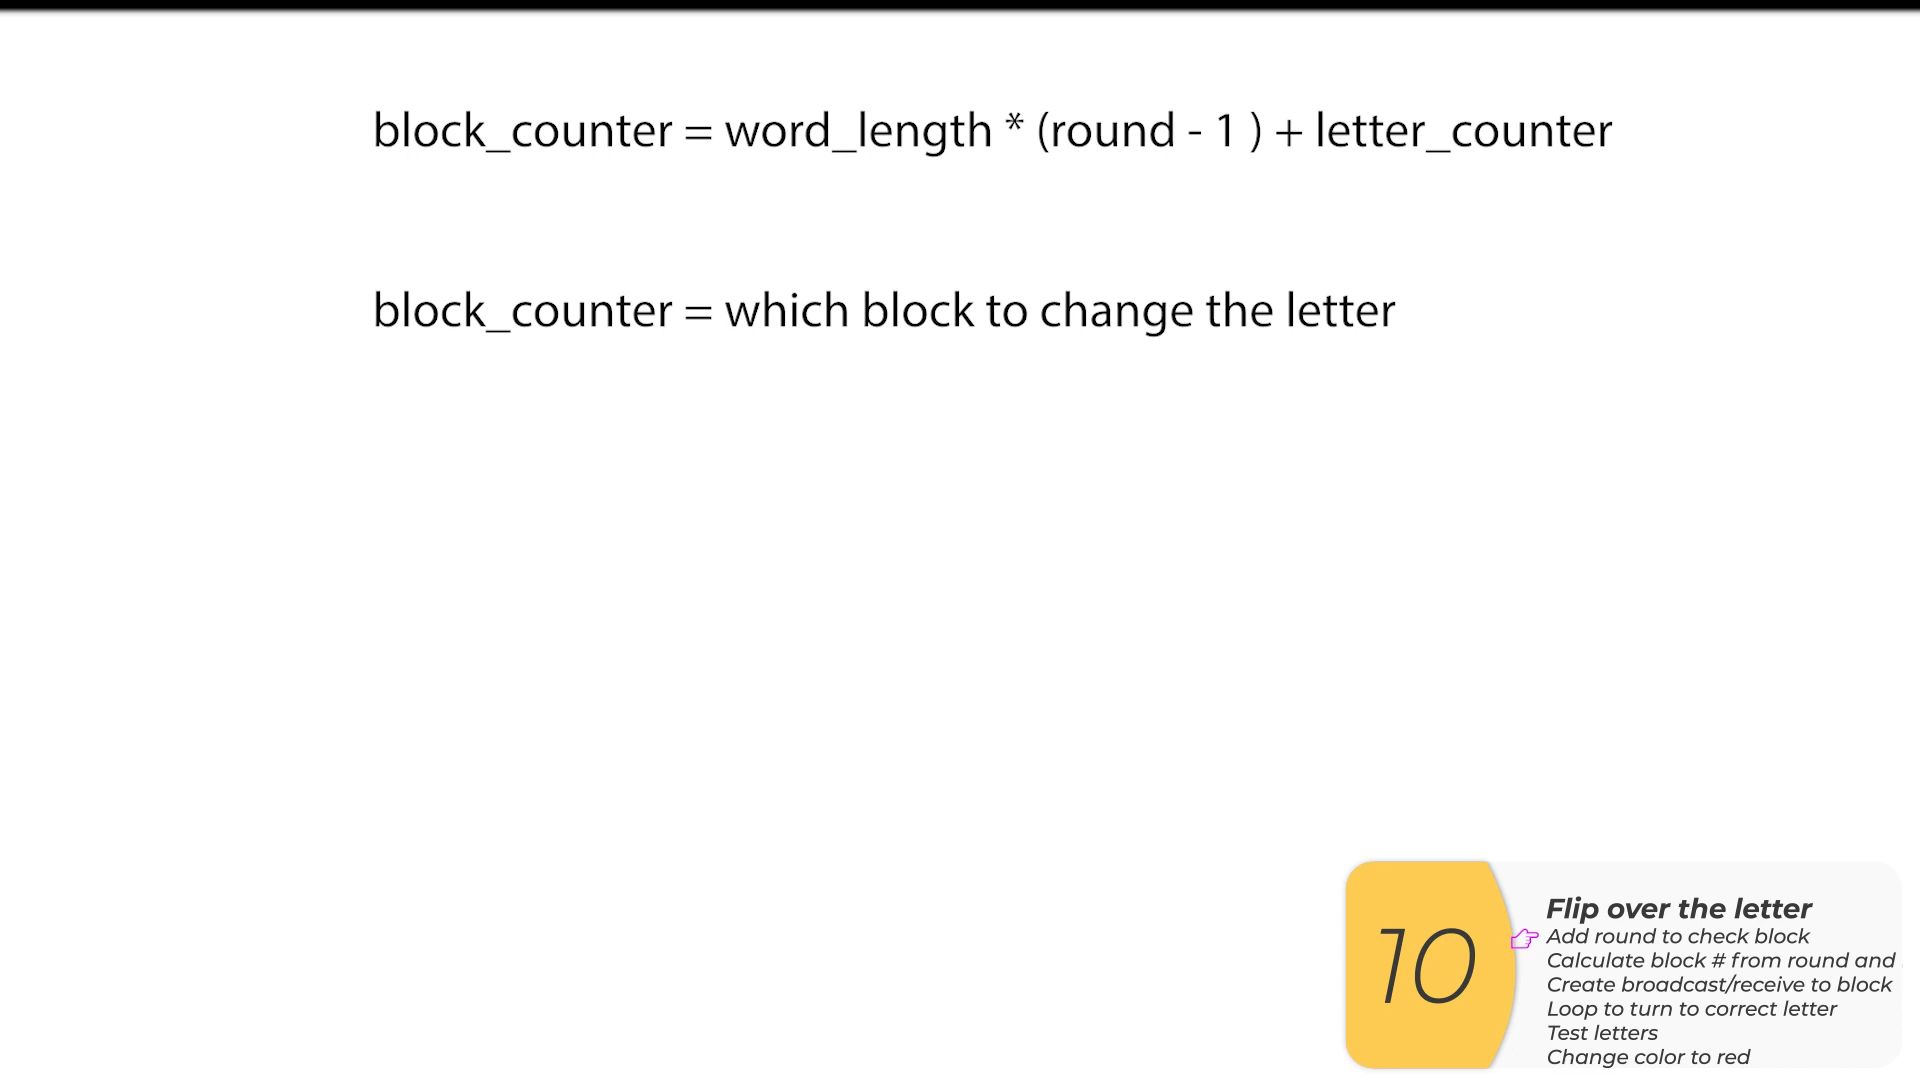 block_counter = word_length * (round - 1 ) + letter_counter
block_counter = which block to change the letter
10
Flip over the letter
Add round to check block
Calculate block # from round and
Create broadcast/receive to block
Loop to turn to correct letter
Test letters
Change color to red